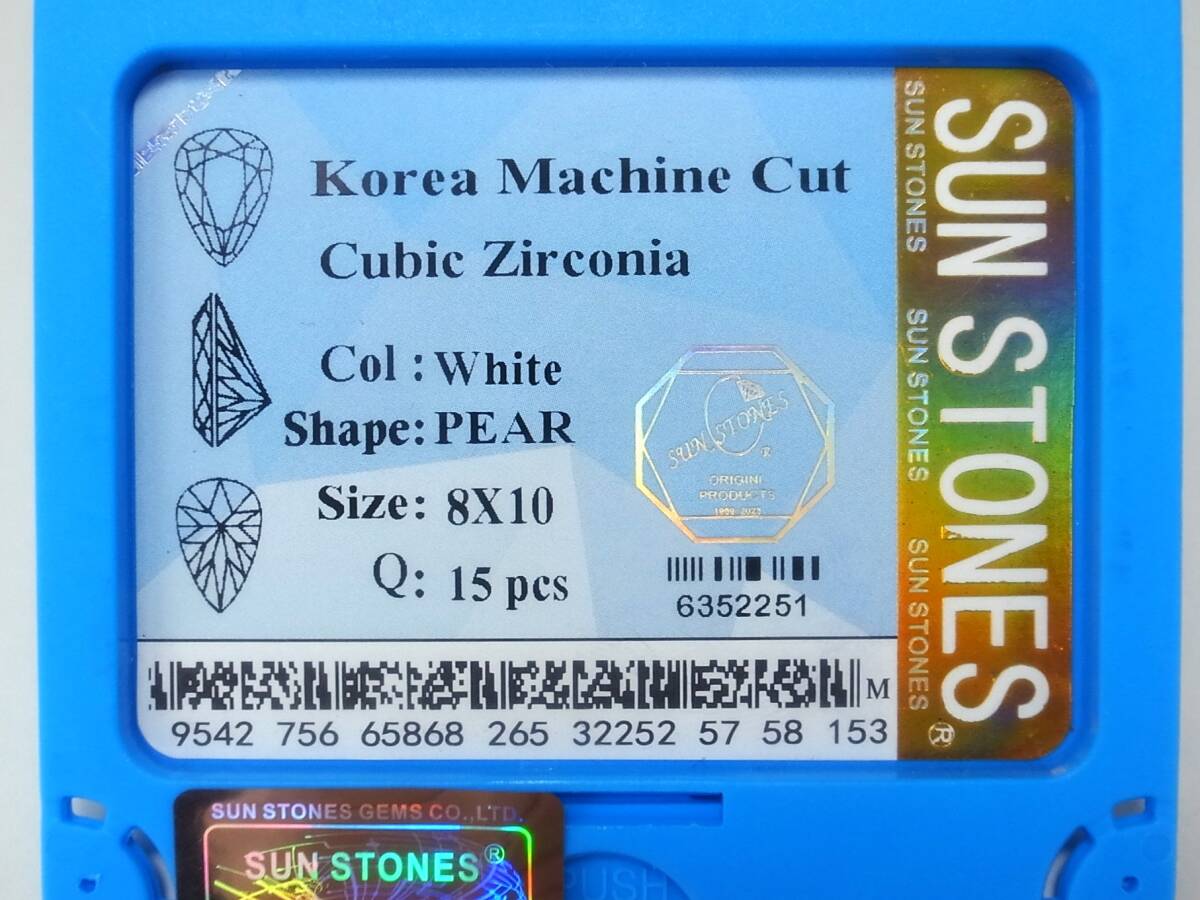 Korea Machine Cut
Cubic Zirconia
Col : White
Shape: PEAR
Size: 8X10
Q: 15 pcs
SUN STONES
®
ORIGINI
PRODUCTS
6352251
M
9542 756 65868 265 32252 57 58 153
SUN STONES SUN STONES SUN STONES
SUN STONES®
SUN STONES GEMS CO.,LTD.
SUN STONES®
PUSH